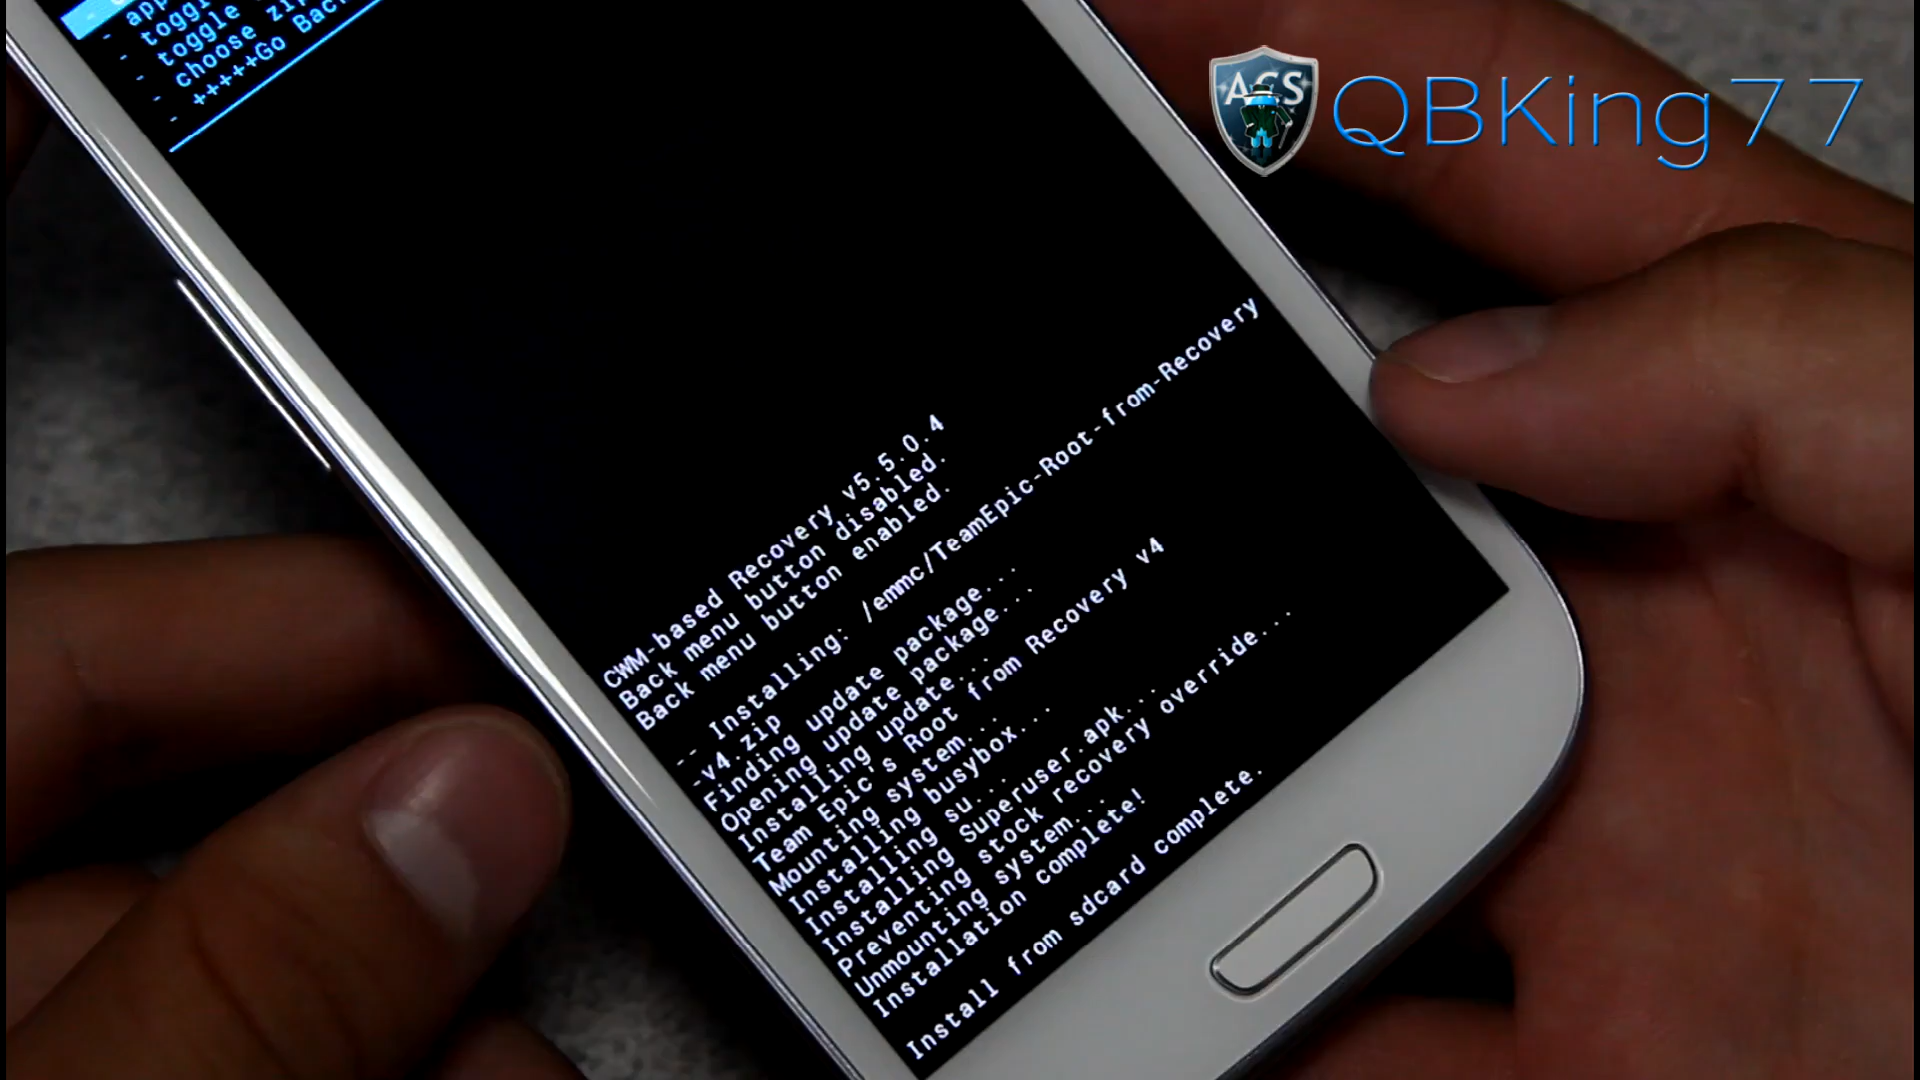 - app
- toggl
- toggle
- choose zip
- +++++Go Back
ACS
QBKing77
CWM-based Recovery v5.5.0.4
Back menu button disabled.
Back menu button enabled.
-- Installing: /emmc/TeamEpic-Root-from-Recovery
-v4.zip
Finding update package...
Opening update package...
Installing update...
Team Epic's Root from Recovery v4
Mounting system...
Installing busybox...
Installing su...
Installing Superuser.apk...
Preventing stock recovery override...
Unmounting system...
Installation complete!
Install from sdcard complete.